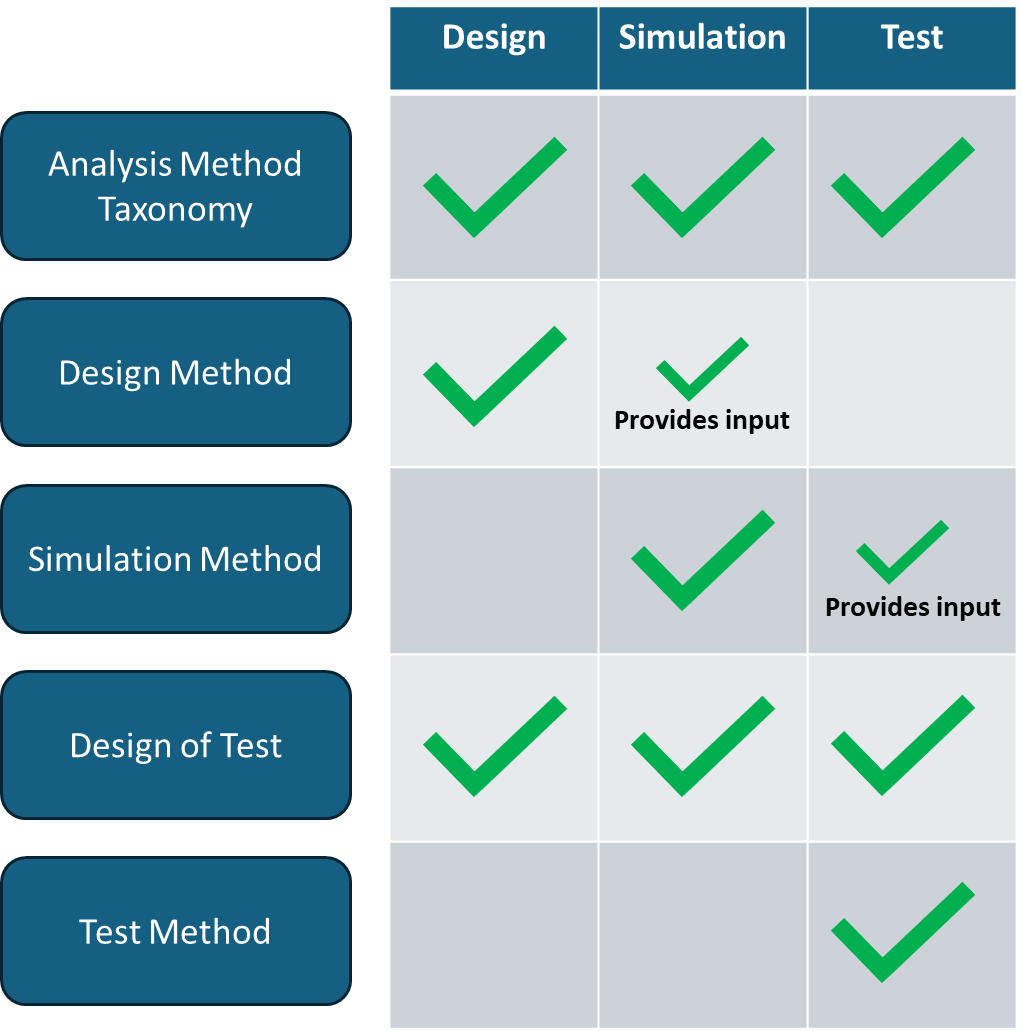 Design Simulation Test
Analysis Method
Taxonomy
Design Method
Provides input
Simulation Method
Provides input
Design of Test
Test Method